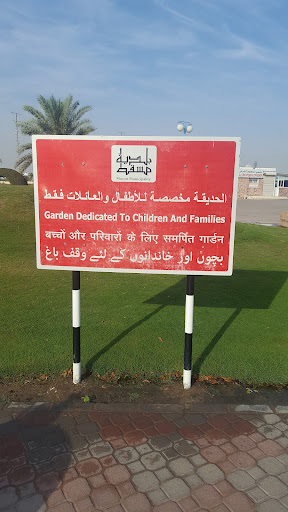 بلدية مسقط
Muscat Municipality
الحديقة مخصصة للأطفال والعائلات فقط
Garden Dedicated To Children And Families
बच्चों और परिवारों के लिए समर्पित गार्डन
بچوں اور خاندانوں کے لئے وقف باغ